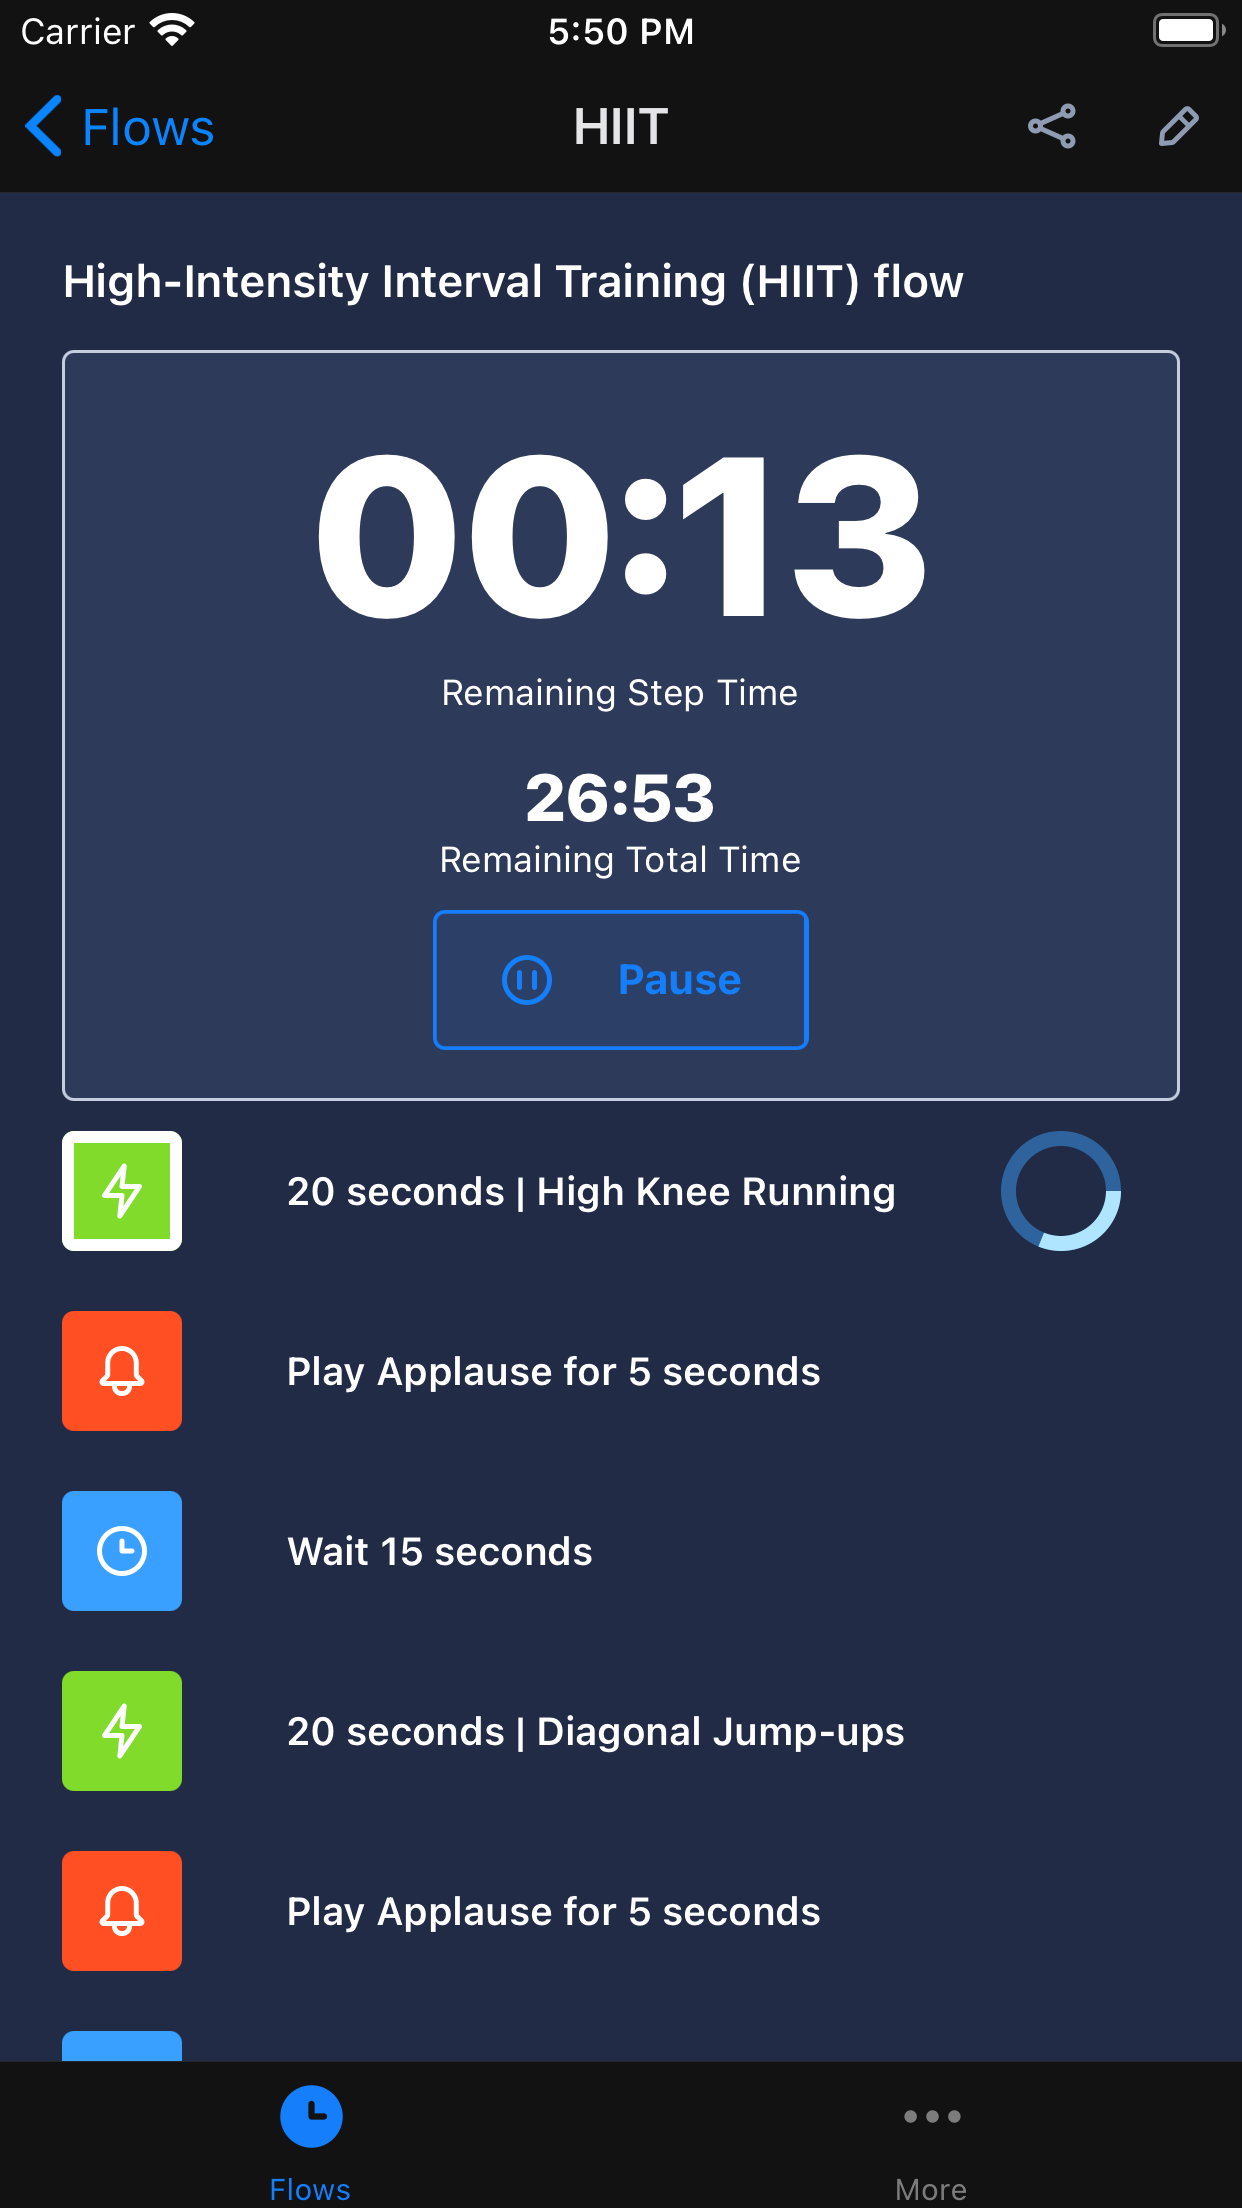 Carrier 5:50 PM
Flows HIIT
High-Intensity Interval Training (HIIT) flow
00:13
Remaining Step Time
26:53
Remaining Total Time
Pause
20 seconds | High Knee Running
Play Applause for 5 seconds
Wait 15 seconds
20 seconds | Diagonal Jump-ups
Play Applause for 5 seconds
Flows More